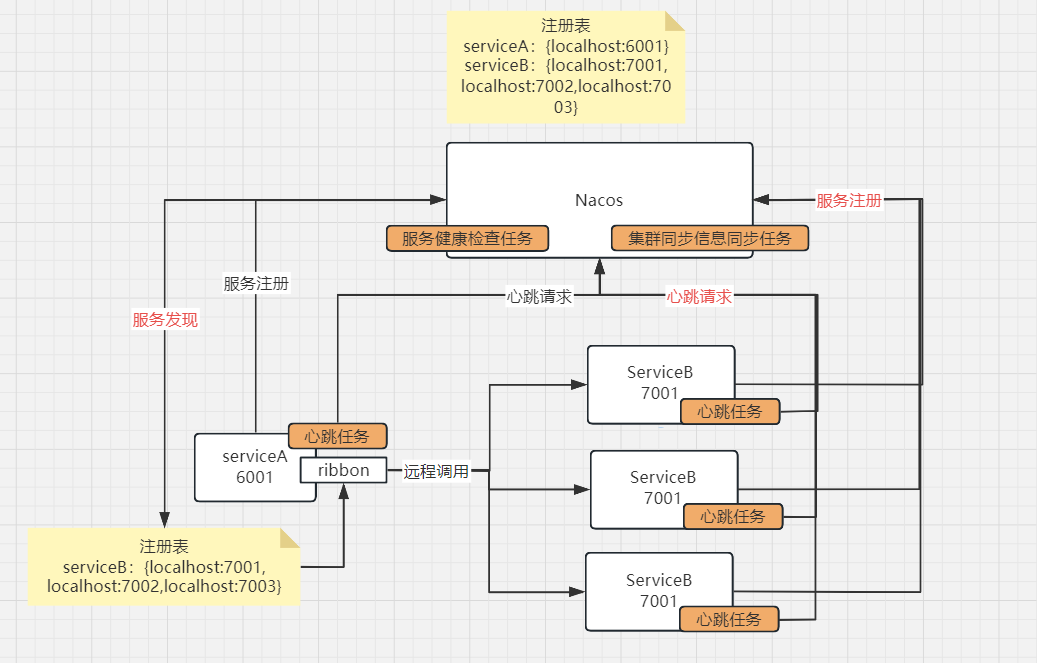 注册表
serviceA：{localhost:6001}
serviceB：{localhost:7001,
localhost:7002,localhost:70
03}
Nacos
服务健康检查任务
集群同步信息同步任务
服务注册
服务注册
心跳请求
心跳请求
服务发现
ServiceB
7001
心跳任务
心跳任务
serviceA
6001
ribbon
远程调用
ServiceB
7001
心跳任务
注册表
serviceB：{localhost:7001,
localhost:7002,localhost:7003}
ServiceB
7001
心跳任务